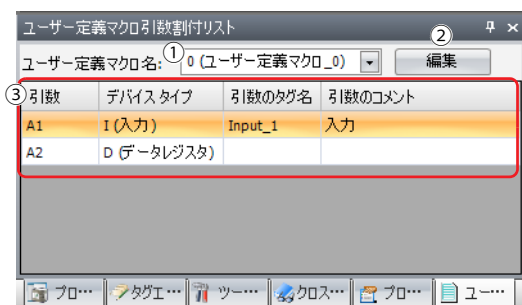 ユーザー定義マクロ引数割付リスト
②
ユーザー定義マクロ名: ① 0 (ユーザー定義マクロ_0) 編集
③ 引数 デバイス タイプ 引数のタグ名 引数のコメント
A1 I (入力) Input_1 入力
A2 D (データレジスタ)
プロ… タグエ… ツー… クロス… プロ… ユー…